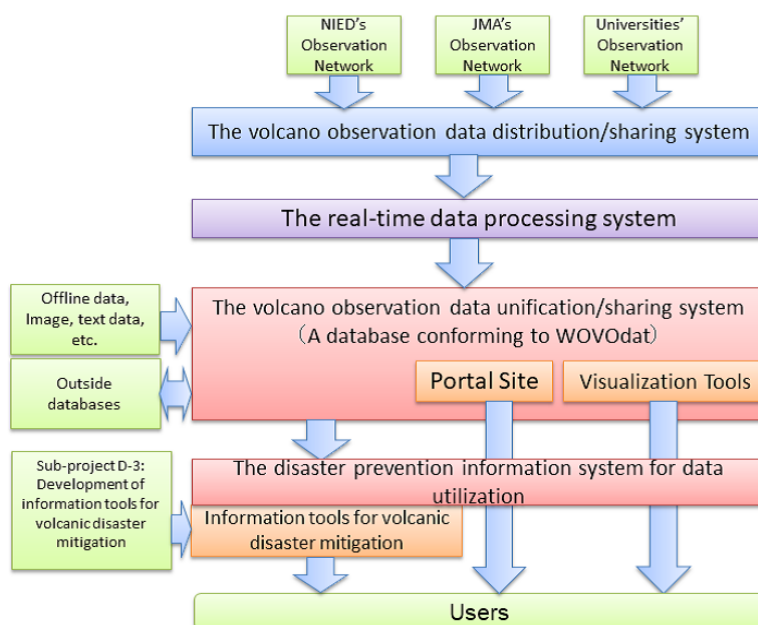 NIED's
Observation
Network
JMA's
Observation
Network
Universities'
Observation
Network
The volcano observation data distribution/sharing system
The real-time data processing system
Offline data,
Image, text data,
etc.
The volcano observation data unification/sharing system
（A database conforming to WOVOdat）
Outside
databases
Portal Site
Visualization Tools
Sub-project D-3:
Development of
information tools for
volcanic disaster
mitigation
The disaster prevention information system for data
utilization
Information tools for volcanic
disaster mitigation
Users